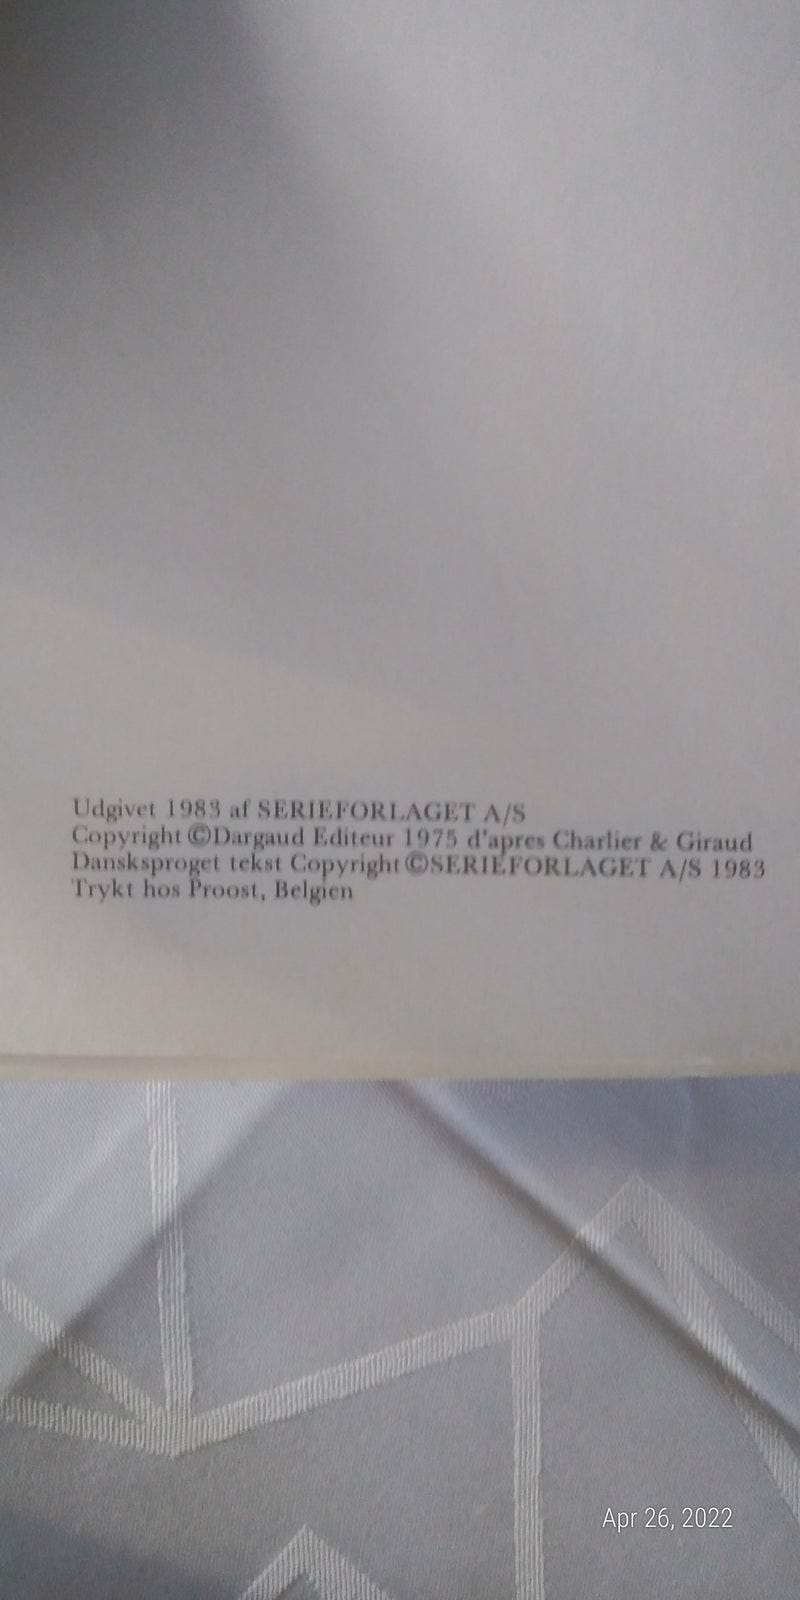 Udgivet 1983 af SERIEFORLAGET A/S
Copyright ©Dargaud Editeur 1975 d'apres Charlier & Giraud
Dansksproget tekst Copyright ©SERIEFORLAGET A/S 1983
Trykt hos Proost, Belgien
Apr 26, 2022